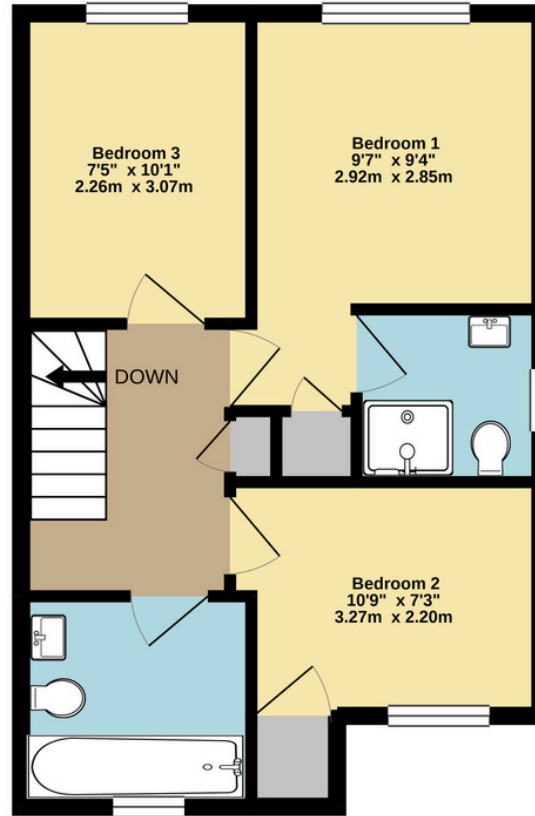 Bedroom 3
7'5" x 10'1"
2.26m x 3.07m
Bedroom 1
9'7" x 9'4"
2.92m x 2.85m
DOWN
Bedroom 2
10'9" x 7'3"
3.27m x 2.20m